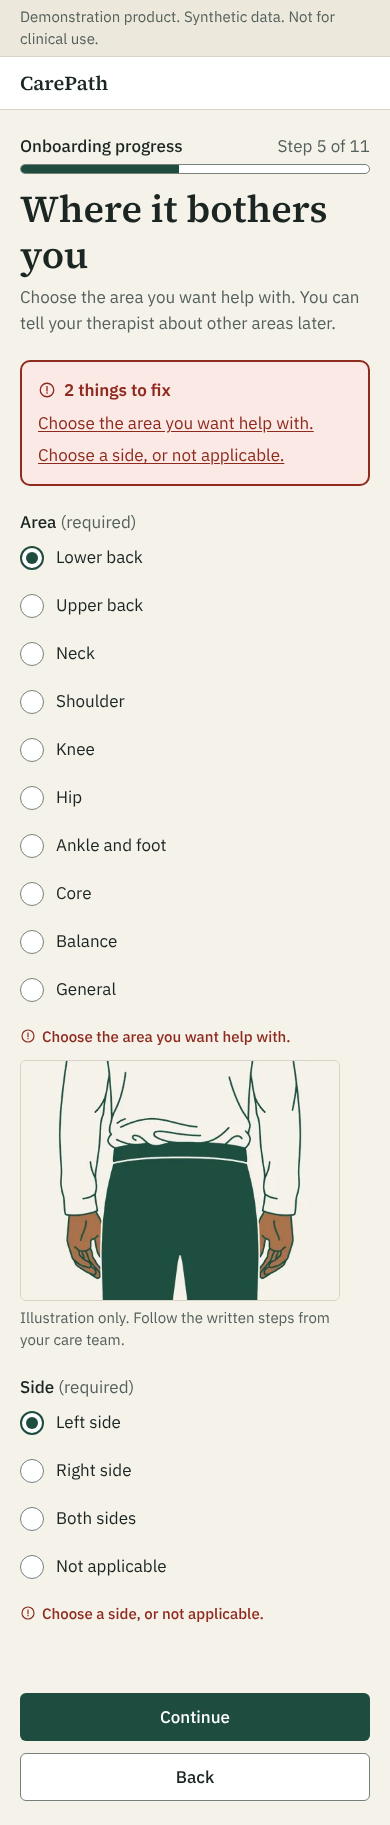 Demonstration product. Synthetic data. Not for
clinical use.
CarePath
Onboarding progress
Step 5 of 11
Where it bothers
you
Choose the area you want help with. You can
tell your therapist about other areas later.
2 things to fix
Choose the area you want help with.
Choose a side, or not applicable.
Area (required)
Lower back
Upper back
Neck
Shoulder
Knee
Hip
Ankle and foot
Core
Balance
General
Choose the area you want help with.
Illustration only. Follow the written steps from
your care team.
Side (required)
Left side
Right side
Both sides
Not applicable
Choose a side, or not applicable.
Continue
Back